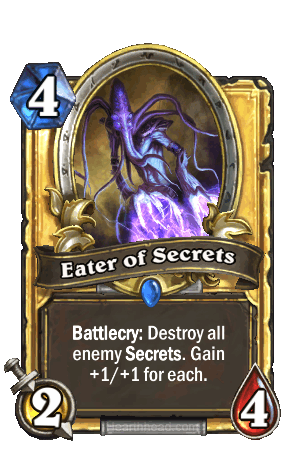 4
Eater of Secrets
Battlecry: Destroy all
enemy Secrets. Gain
+1/+1 for each.
2
4